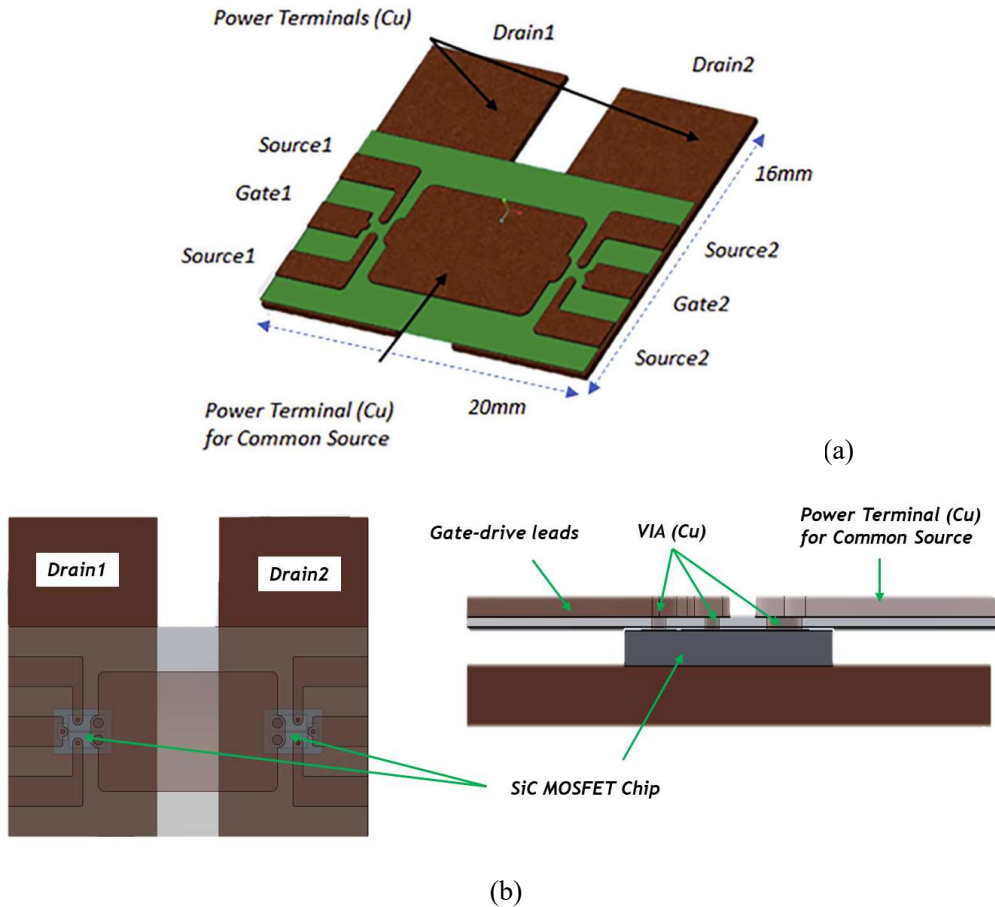 Power Terminals (Cu)
Drain1
Drain2
Source1
Gate1
Source1
16mm
Source2
Gate2
Source2
20mm
Power Terminal (Cu)
for Common Source
(a)
Drain1
Drain2
Gate-drive leads
VIA (Cu)
Power Terminal (Cu)
for Common Source
SiC MOSFET Chip
(b)